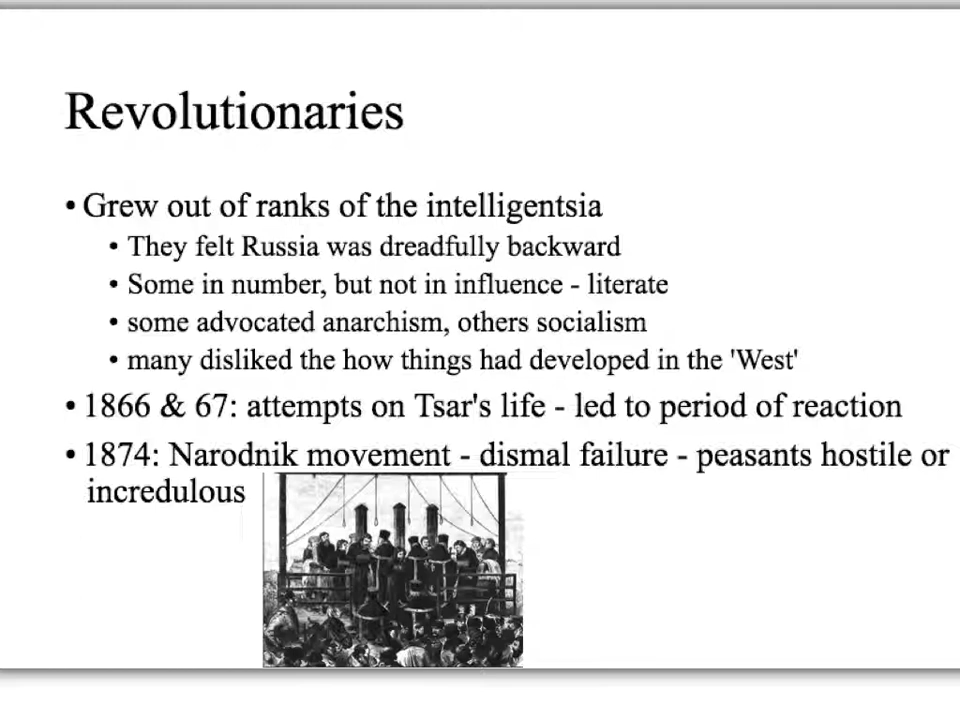 Revolutionaries
• Grew out of ranks of the intelligentsia
• They felt Russia was dreadfully backward
• Some in number, but not in influence - literate
• some advocated anarchism, others socialism
• many disliked the how things had developed in the 'West'
• 1866 & 67: attempts on Tsar's life - led to period of reaction
• 1874: Narodnik movement - dismal failure - peasants hostile or
incredulous